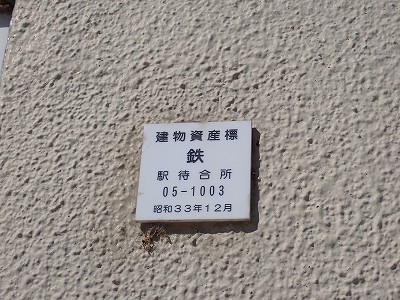 建物資産標
鉄
駅待合所
05-1003
昭和33年12月